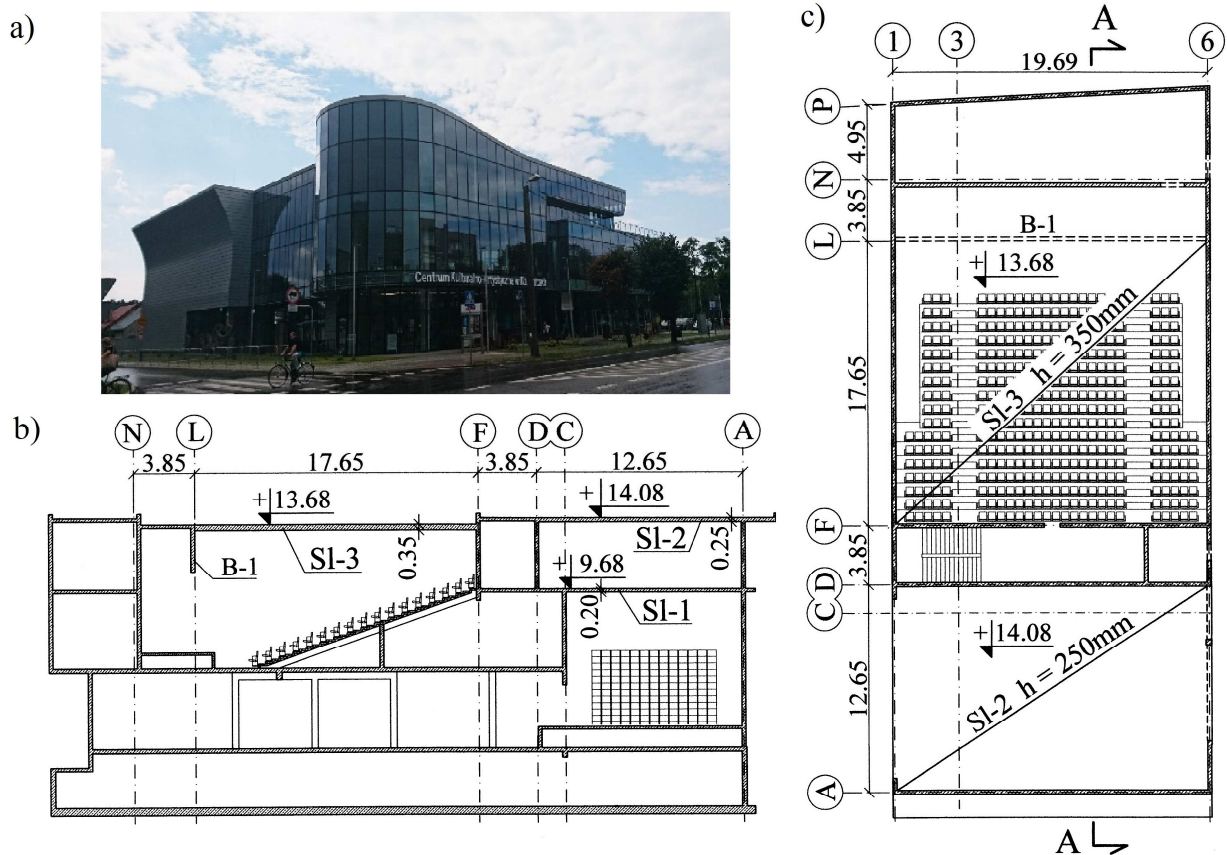 a)
Centrum Kulturalno-
b)
N L F D C A
3.85 17.65 3.85 12.65
+13.68
+14.08
Sl-2
0.25
B-1
Sl-3
0.35
+9.68
0.20
Sl-1
c)
A
1 3 6
19.69
P
4.95
N
3.85
B-1
L
+13.68
17.65
Sl-3 h = 350mm
F
3.85
D
C
+14.08
12.65
Sl-2 h = 250mm
A
A